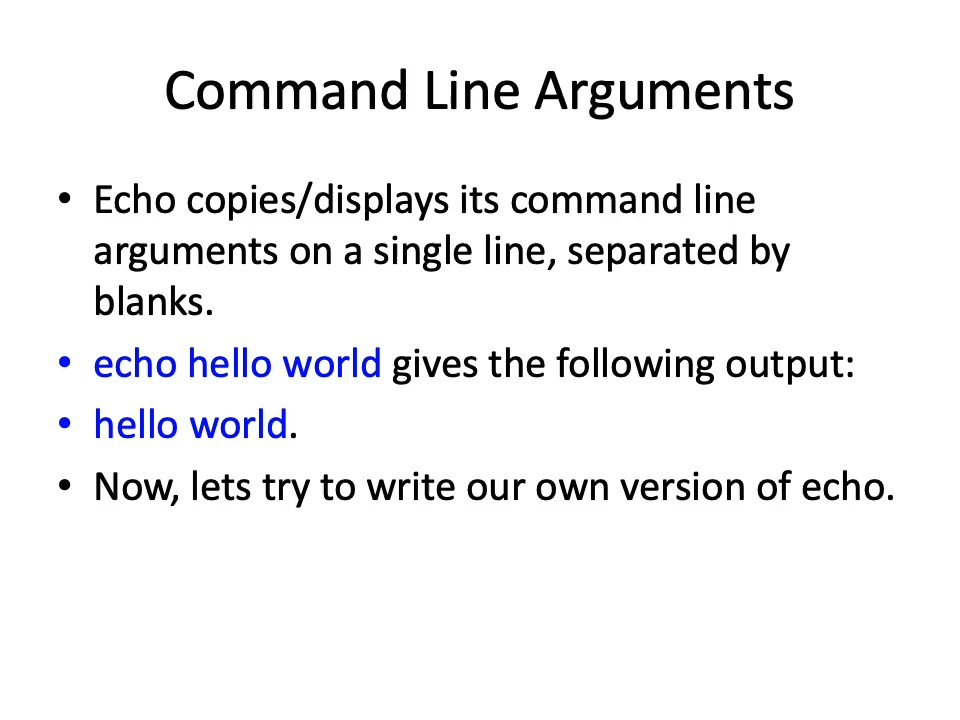 Command Line Arguments
• Echo copies/displays its command line
arguments on a single line, separated by
blanks.
• echo hello world gives the following output:
• hello world.
• Now, lets try to write our own version of echo.